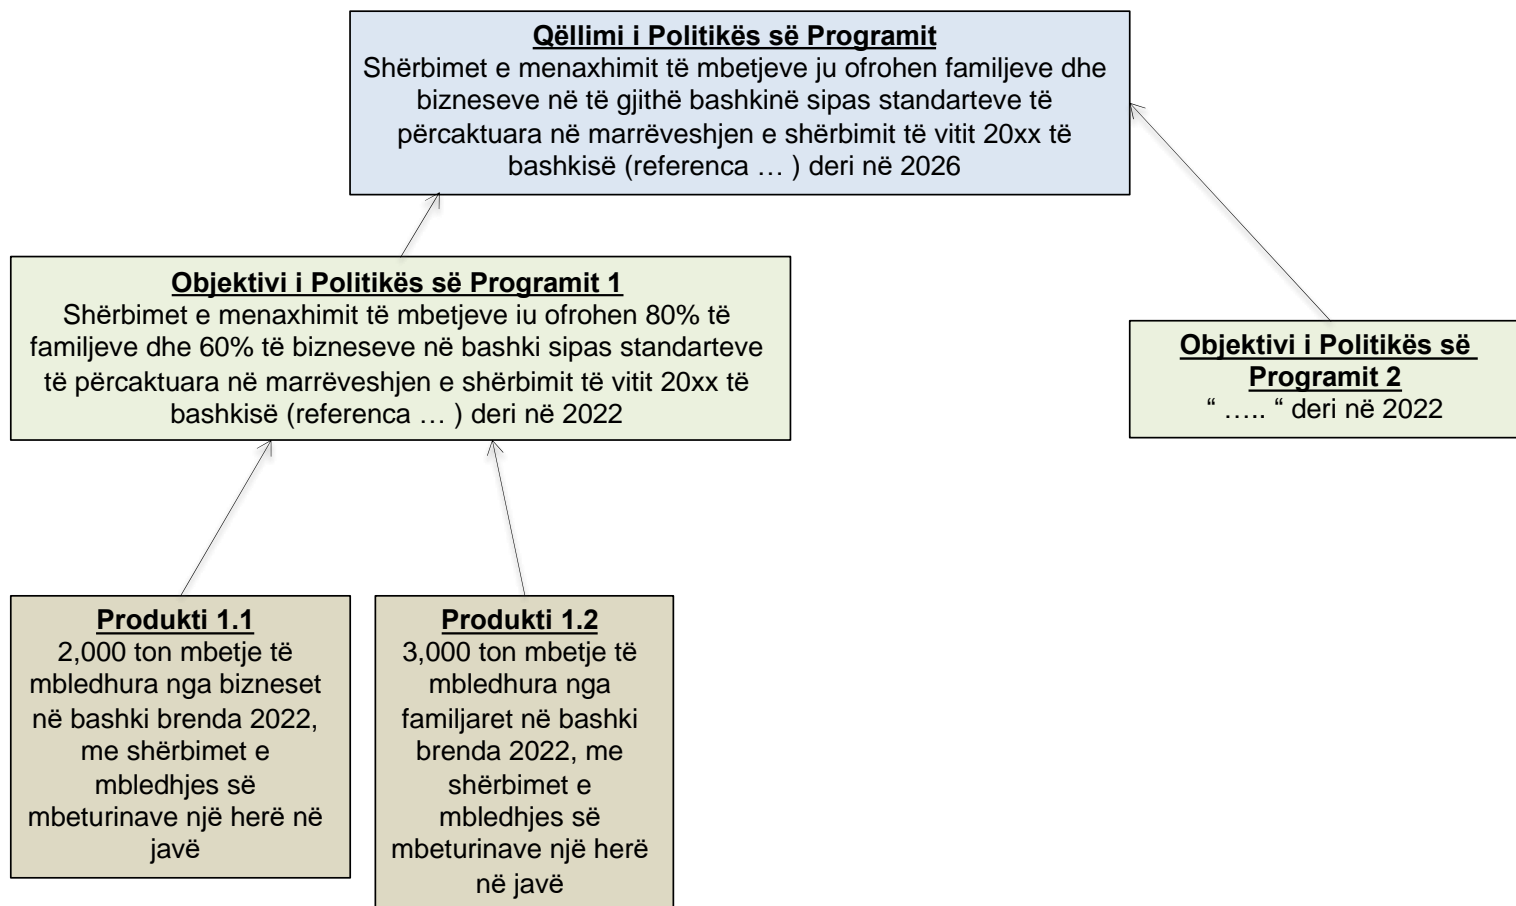 Qëllimi i Politikës së Programit
Shërbimet e menaxhimit të mbetjeve ju ofrohen familjeve dhe
bizneseve në të gjithë bashkinë sipas standarteve të
përcaktuara në marrëveshjen e shërbimit të vitit 20xx të
bashkisë (referenca … ) deri në 2026
Objektivi i Politikës së Programit 1
Shërbimet e menaxhimit të mbetjeve iu ofrohen 80% të
familjeve dhe 60% të bizneseve në bashki sipas standarteve
të përcaktuara në marrëveshjen e shërbimit të vitit 20xx të
bashkisë (referenca … ) deri në 2022
Objektivi i Politikës së
Programit 2
“ ….. “ deri në 2022
Produkti 1.1
2,000 ton mbetje të
mbledhura nga bizneset
në bashki brenda 2022,
me shërbimet e
mbledhjes së
mbeturinave një herë në
javë
Produkti 1.2
3,000 ton mbetje të
mbledhura nga
familjaret në bashki
brenda 2022, me
shërbimet e
mbledhjes së
mbeturinave një herë
në javë